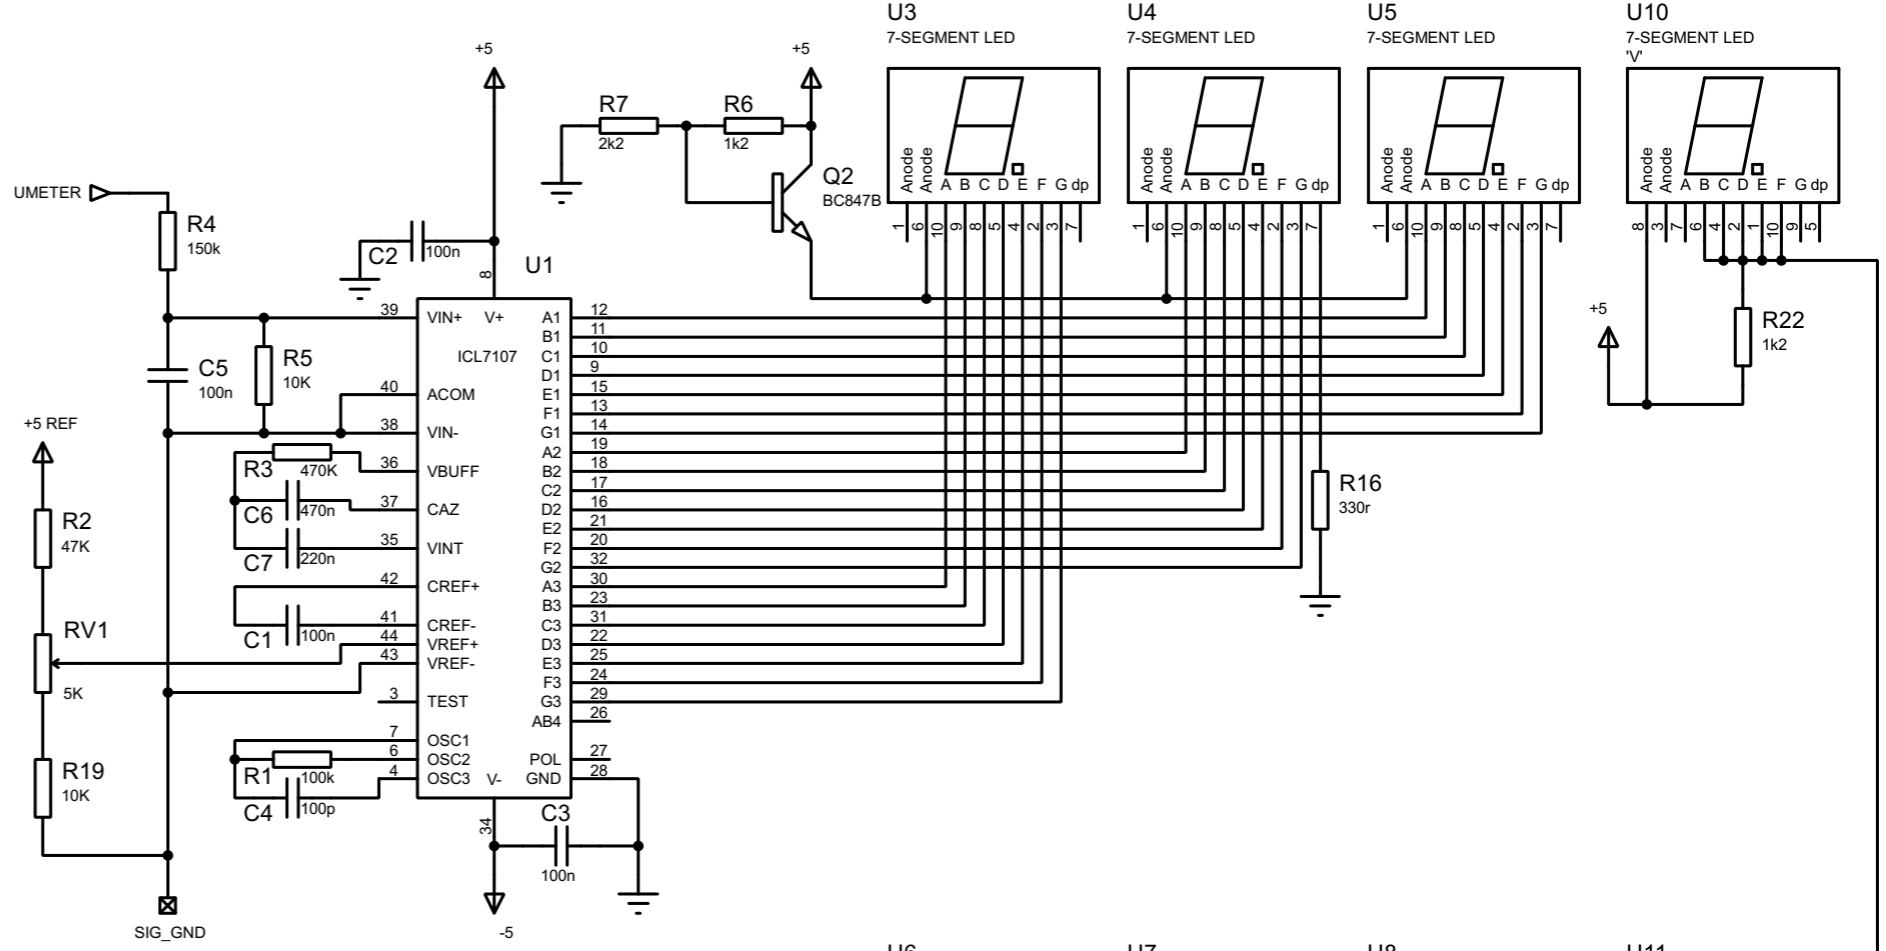 U3
7-SEGMENT LED
U4
7-SEGMENT LED
U5
7-SEGMENT LED
U10
7-SEGMENT LED
'V'
+5
+5
R7
2k2
R6
1k2
Q2
BC847B
Anode Anode A B C D E F G dp
1 6 10 9 8 5 4 2 3 7
Anode Anode A B C D E F G dp
1 6 10 9 8 5 4 2 3 7
Anode Anode A B C D E F G dp
1 6 10 9 8 5 4 2 3 7
Anode Anode A B C D E F G dp
8 3 7 6 4 2 1 10 9 5
UMETER
R4
150k
C2
100n
8
U1
+5
R22
1k2
39 VIN+ V+ A1 12
B1 11
ICL7107
C1 10
D1 9
C5
100n
R5
10K
40 ACOM E1 15
F1 13
38 VIN- G1 14
A2 19
+5 REF
R3
470K
36 VBUFF B2 18
C2 17
C6
470n
37 CAZ D2 16
E2 21
R16
330r
R2
47K
C7
220n
35 VINT F2 20
G2 32
42 CREF+ A3 30
B3 23
C1
100n
41 CREF- C3 31
44 VREF+ D3 22
43 VREF- E3 25
F3 24
RV1
5K
3 TEST G3 29
AB4 26
7 OSC1
6 OSC2 POL 27
4 OSC3 V- GND 28
R1
100k
C4
100p
R19
10K
34
C3
100n
SIG_GND
-5
U6
U7
U8
U11